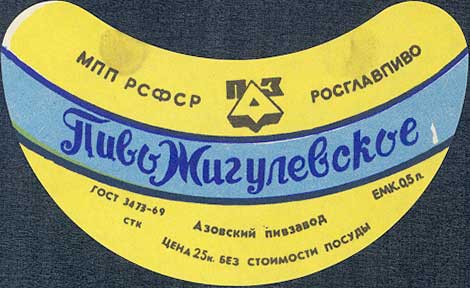 МПП РСФСР
ПАЗ
РОСГЛАВПИВО
Пиво Жигулевское
ГОСТ 3473-69
СТК
Азовский пивзавод
ЕМК. 0,5 л.
ЦЕНА 25к. БЕЗ СТОИМОСТИ ПОСУДЫ